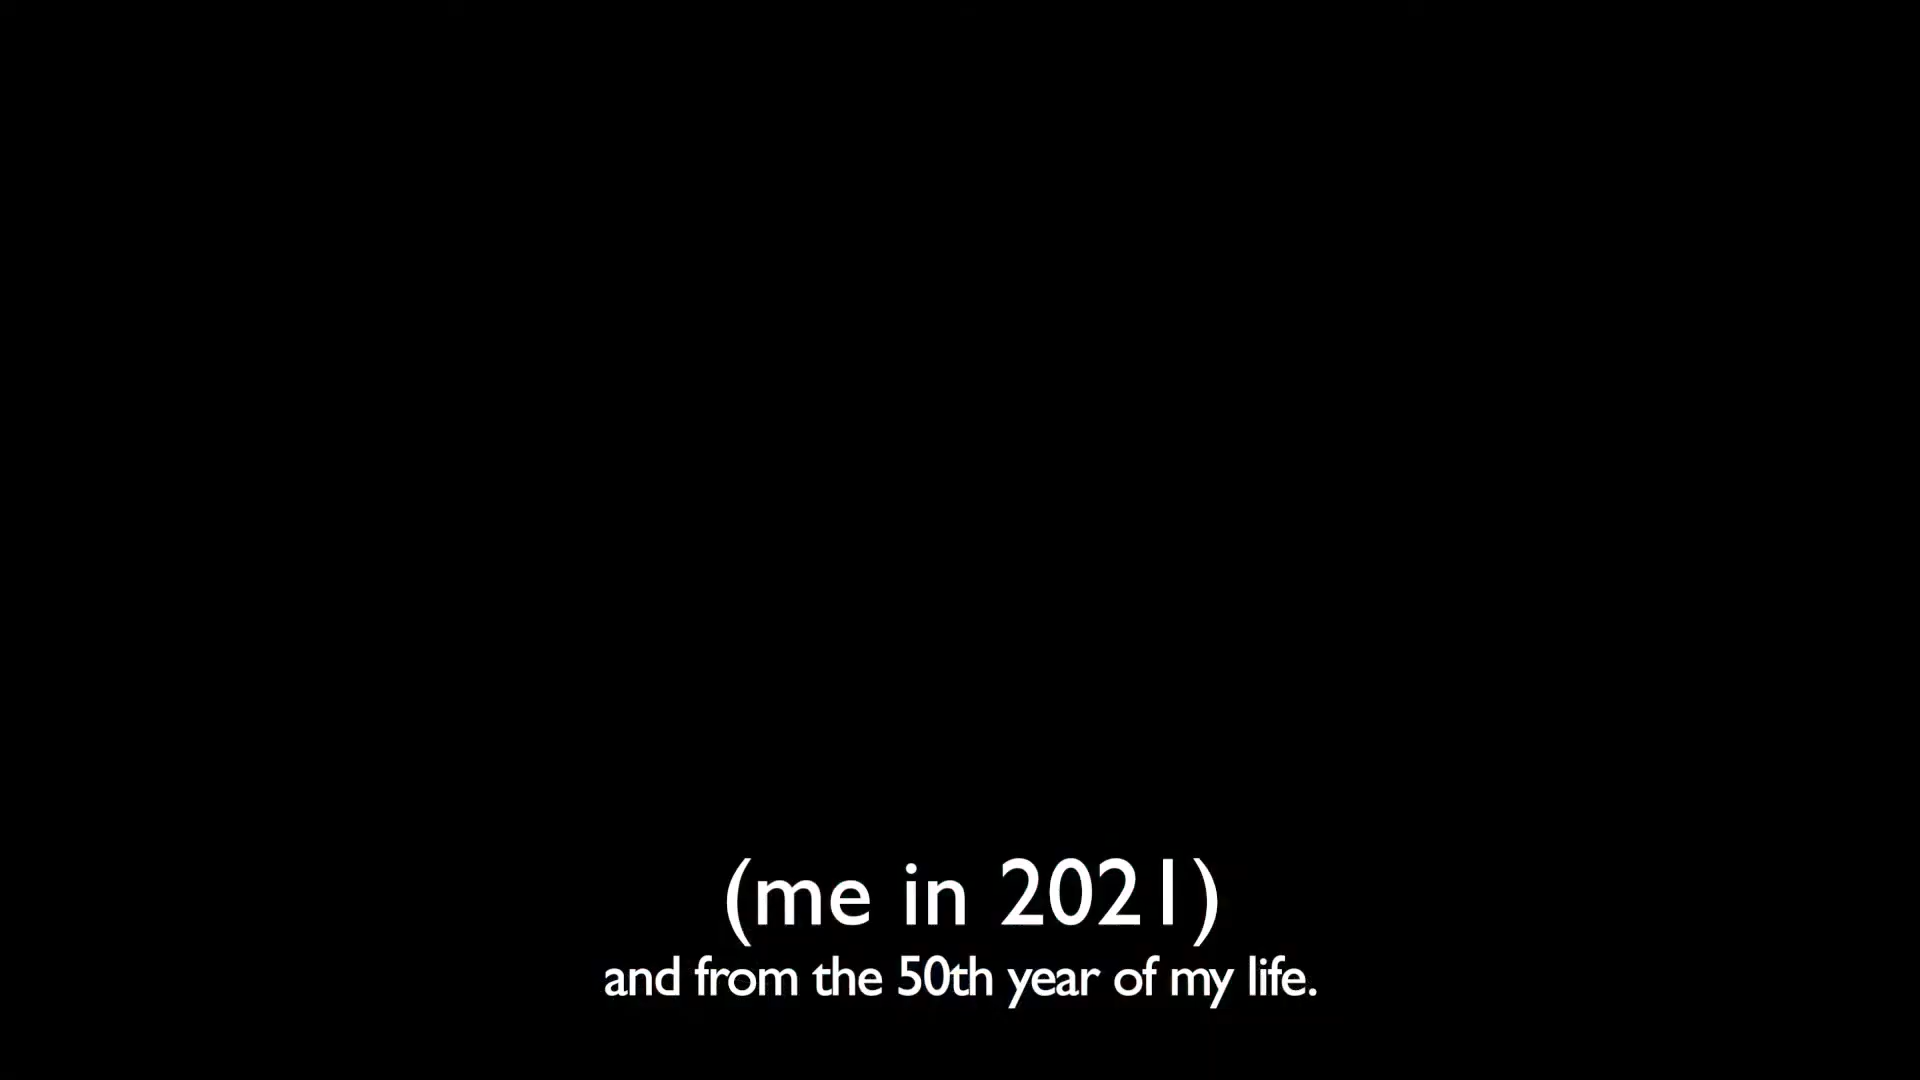 (me in 2021)
and from the 50th year of my life.